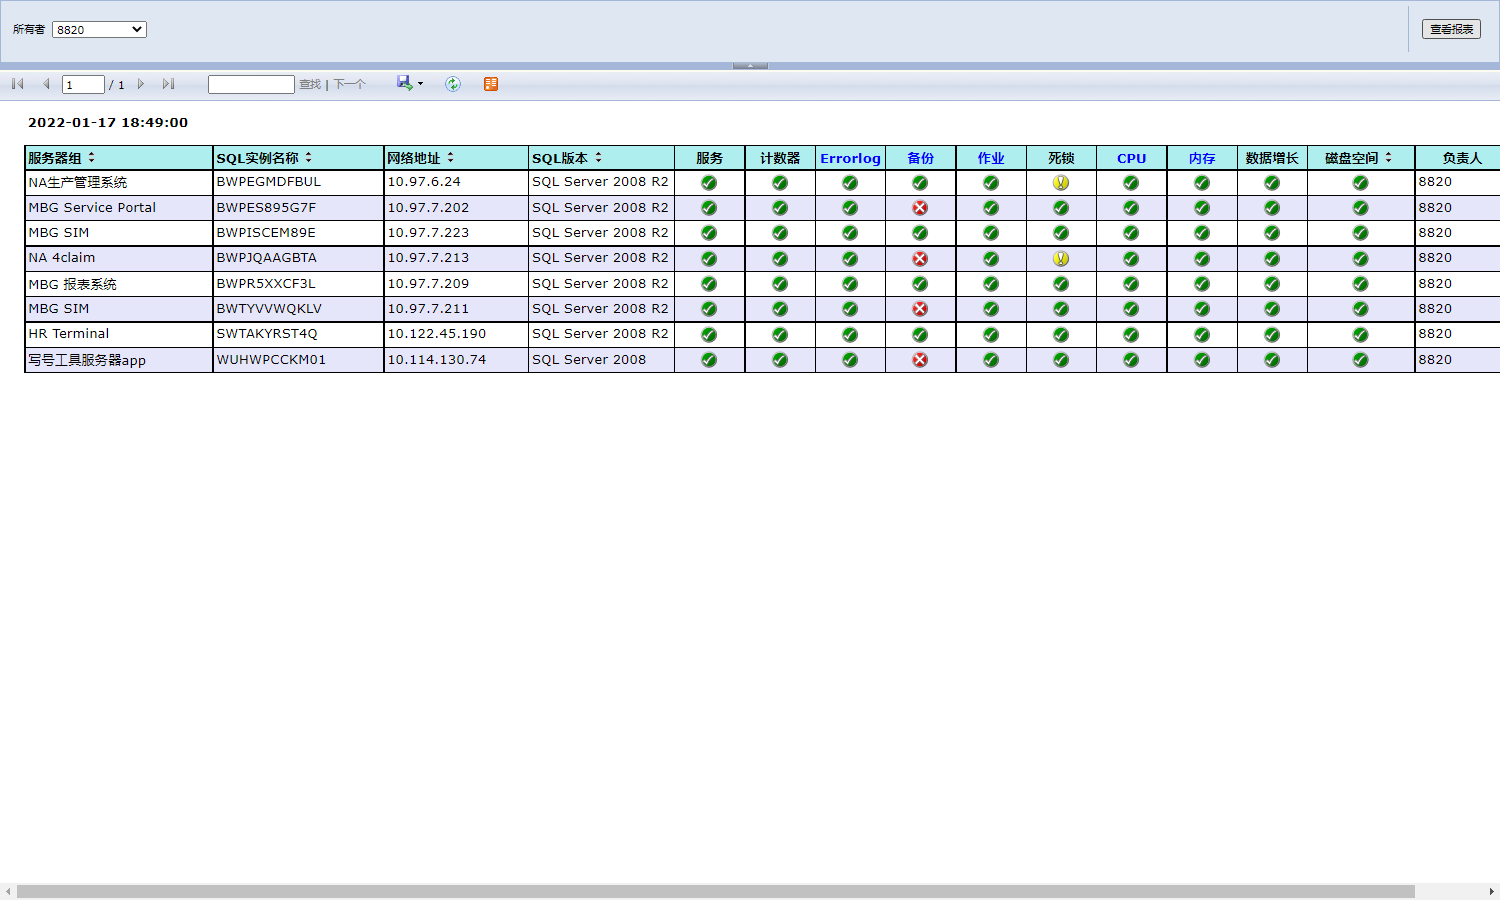 所有者 8820 查看报表
1 / 1 查找 | 下一个
2022-01-17 18:49:00
服务器组 SQL实例名称 网络地址 SQL版本 服务 计数器 Errorlog 备份 作业 死锁 CPU 内存 数据增长 磁盘空间 负责人
NA生产管理系统 BWPEGMDFBUL 10.97.6.24 SQL Server 2008 R2 8820
MBG Service Portal BWPES895G7F 10.97.7.202 SQL Server 2008 R2 8820
MBG SIM BWPISCEM89E 10.97.7.223 SQL Server 2008 R2 8820
NA 4claim BWPJQAAGBTA 10.97.7.213 SQL Server 2008 R2 8820
MBG 报表系统 BWPR5XXCF3L 10.97.7.209 SQL Server 2008 R2 8820
MBG SIM BWTYVVWQKLV 10.97.7.211 SQL Server 2008 R2 8820
HR Terminal SWTAKYRST4Q 10.122.45.190 SQL Server 2008 R2 8820
写号工具服务器app WUHWPCCKM01 10.114.130.74 SQL Server 2008 8820